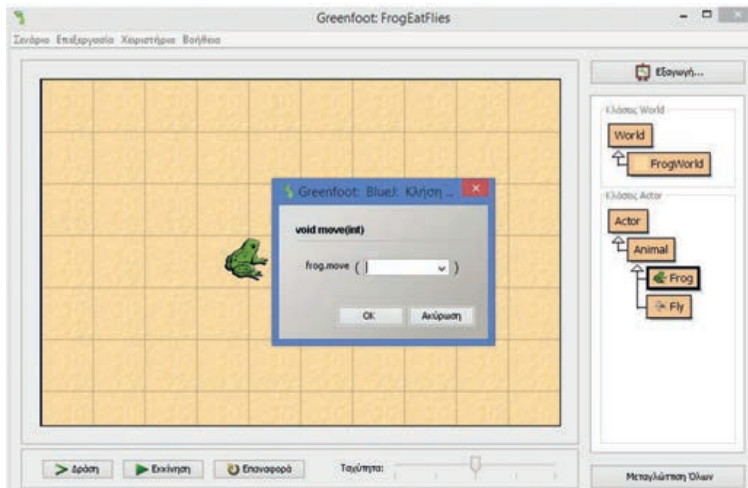 Greenfoot: FrogEatFlies
Σενάριο Επεξεργασία Χειριστήρια Βοήθεια
Εξαγωγή...
Κλάσεις World
World
FrogWorld
Κλάσεις Actor
Actor
Animal
Frog
Fly
Greenfoot: BlueJ: Κλήση ...
void move(int)
frog.move ( )
OK Ακύρωση
Δράση Εκκίνηση Επαναφορά Ταχύτητα:
Μεταγλώττιση Όλων